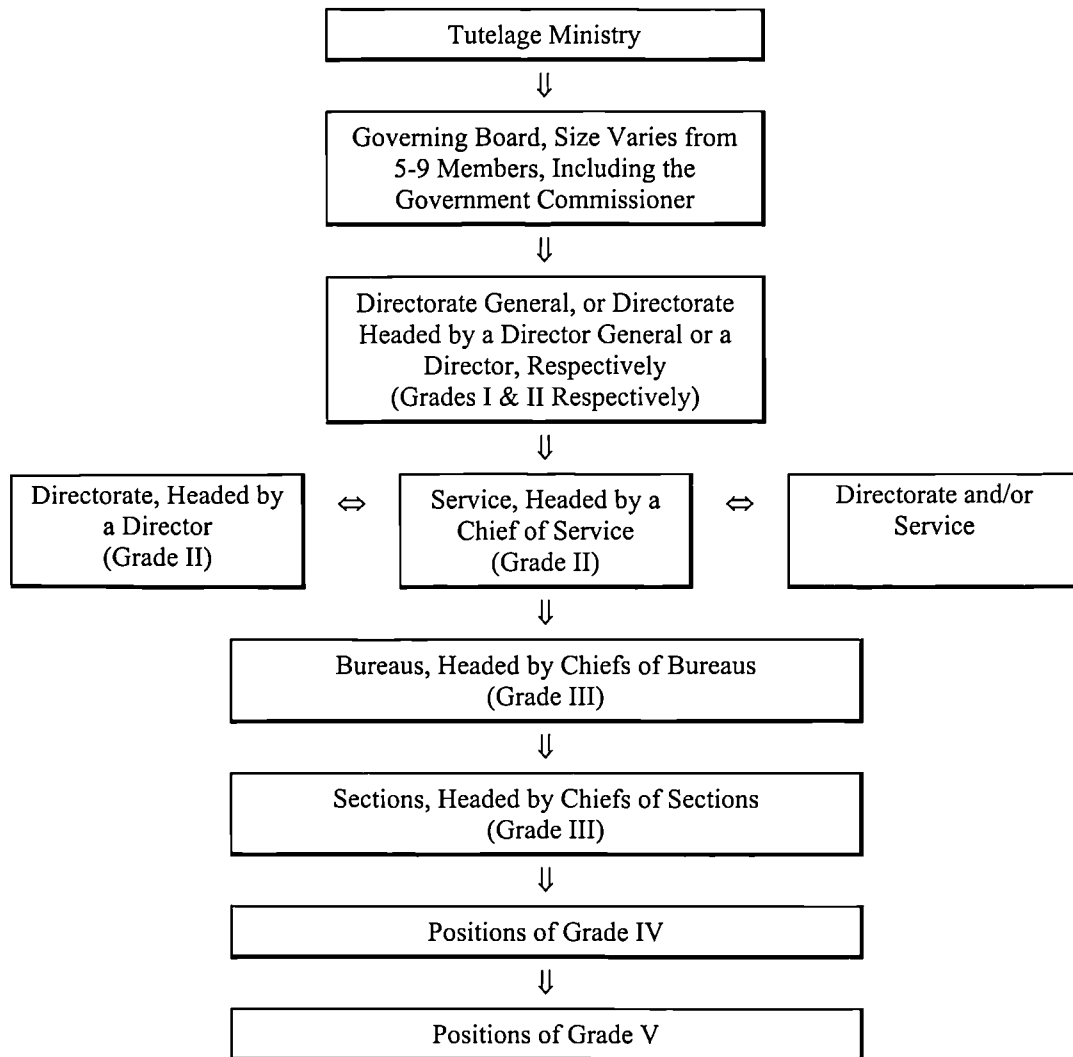 Tutelage Ministry
⇓
Governing Board, Size Varies from
5-9 Members, Including the
Government Commissioner
⇓
Directorate General, or Directorate
Headed by a Director General or a
Director, Respectively
(Grades I & II Respectively)
⇓
Directorate, Headed by
a Director
(Grade II)
⇔
Service, Headed by a
Chief of Service
(Grade II)
⇔
Directorate and/or
Service
⇓
Bureaus, Headed by Chiefs of Bureaus
(Grade III)
⇓
Sections, Headed by Chiefs of Sections
(Grade III)
⇓
Positions of Grade IV
⇓
Positions of Grade V